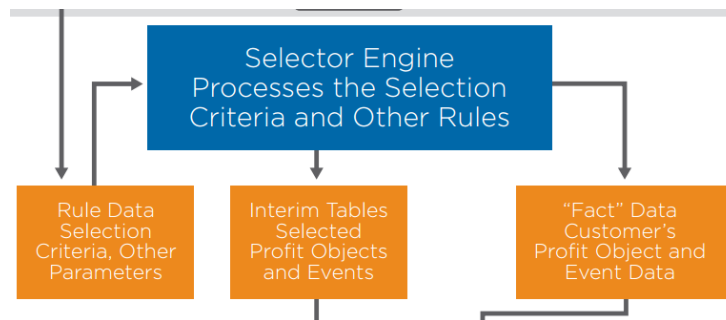 Selector Engine
Processes the Selection
Criteria and Other Rules
Rule Data
Selection
Criteria, Other
Parameters
Interim Tables
Selected
Profit Objects
and Events
“Fact” Data
Customer’s
Profit Object and
Event Data